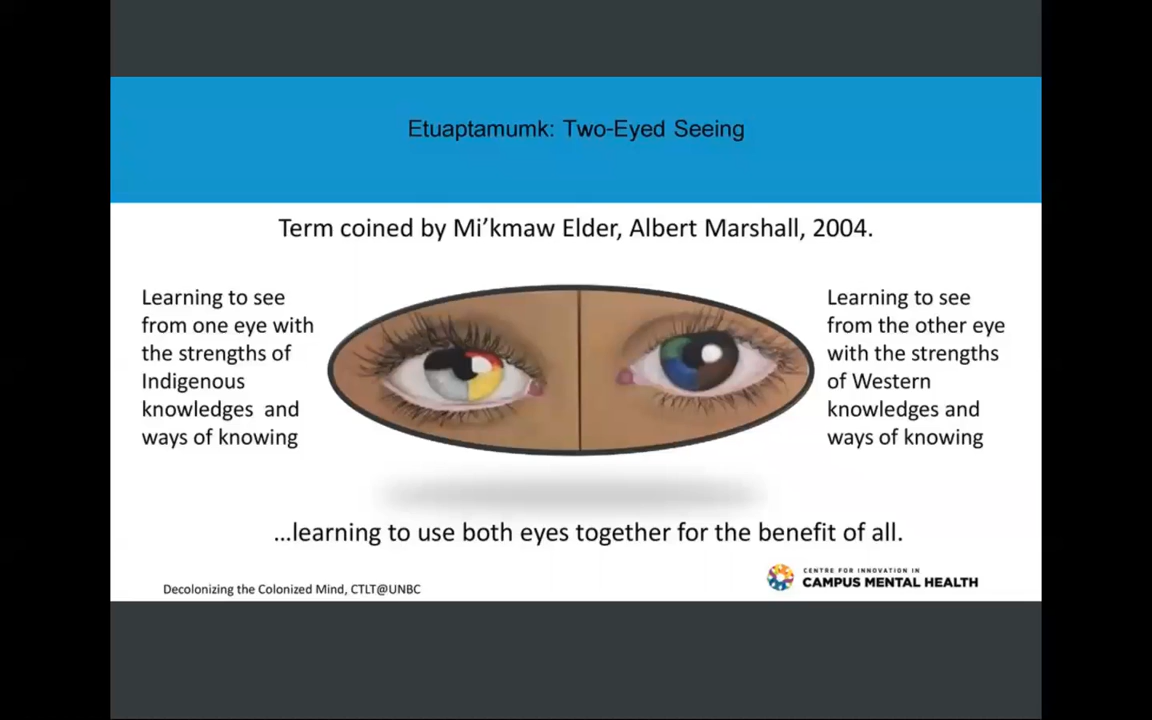 Etuaptamumk: Two-Eyed Seeing
Term coined by Mi’kmaw Elder, Albert Marshall, 2004.
Learning to see
from one eye with
the strengths of
Indigenous
knowledges and
ways of knowing
Learning to see
from the other eye
with the strengths
of Western
knowledges and
ways of knowing
...learning to use both eyes together for the benefit of all.
Decolonizing the Colonized Mind, CTLT@UNBC
CENTRE FOR INNOVATION IN
CAMPUS MENTAL HEALTH